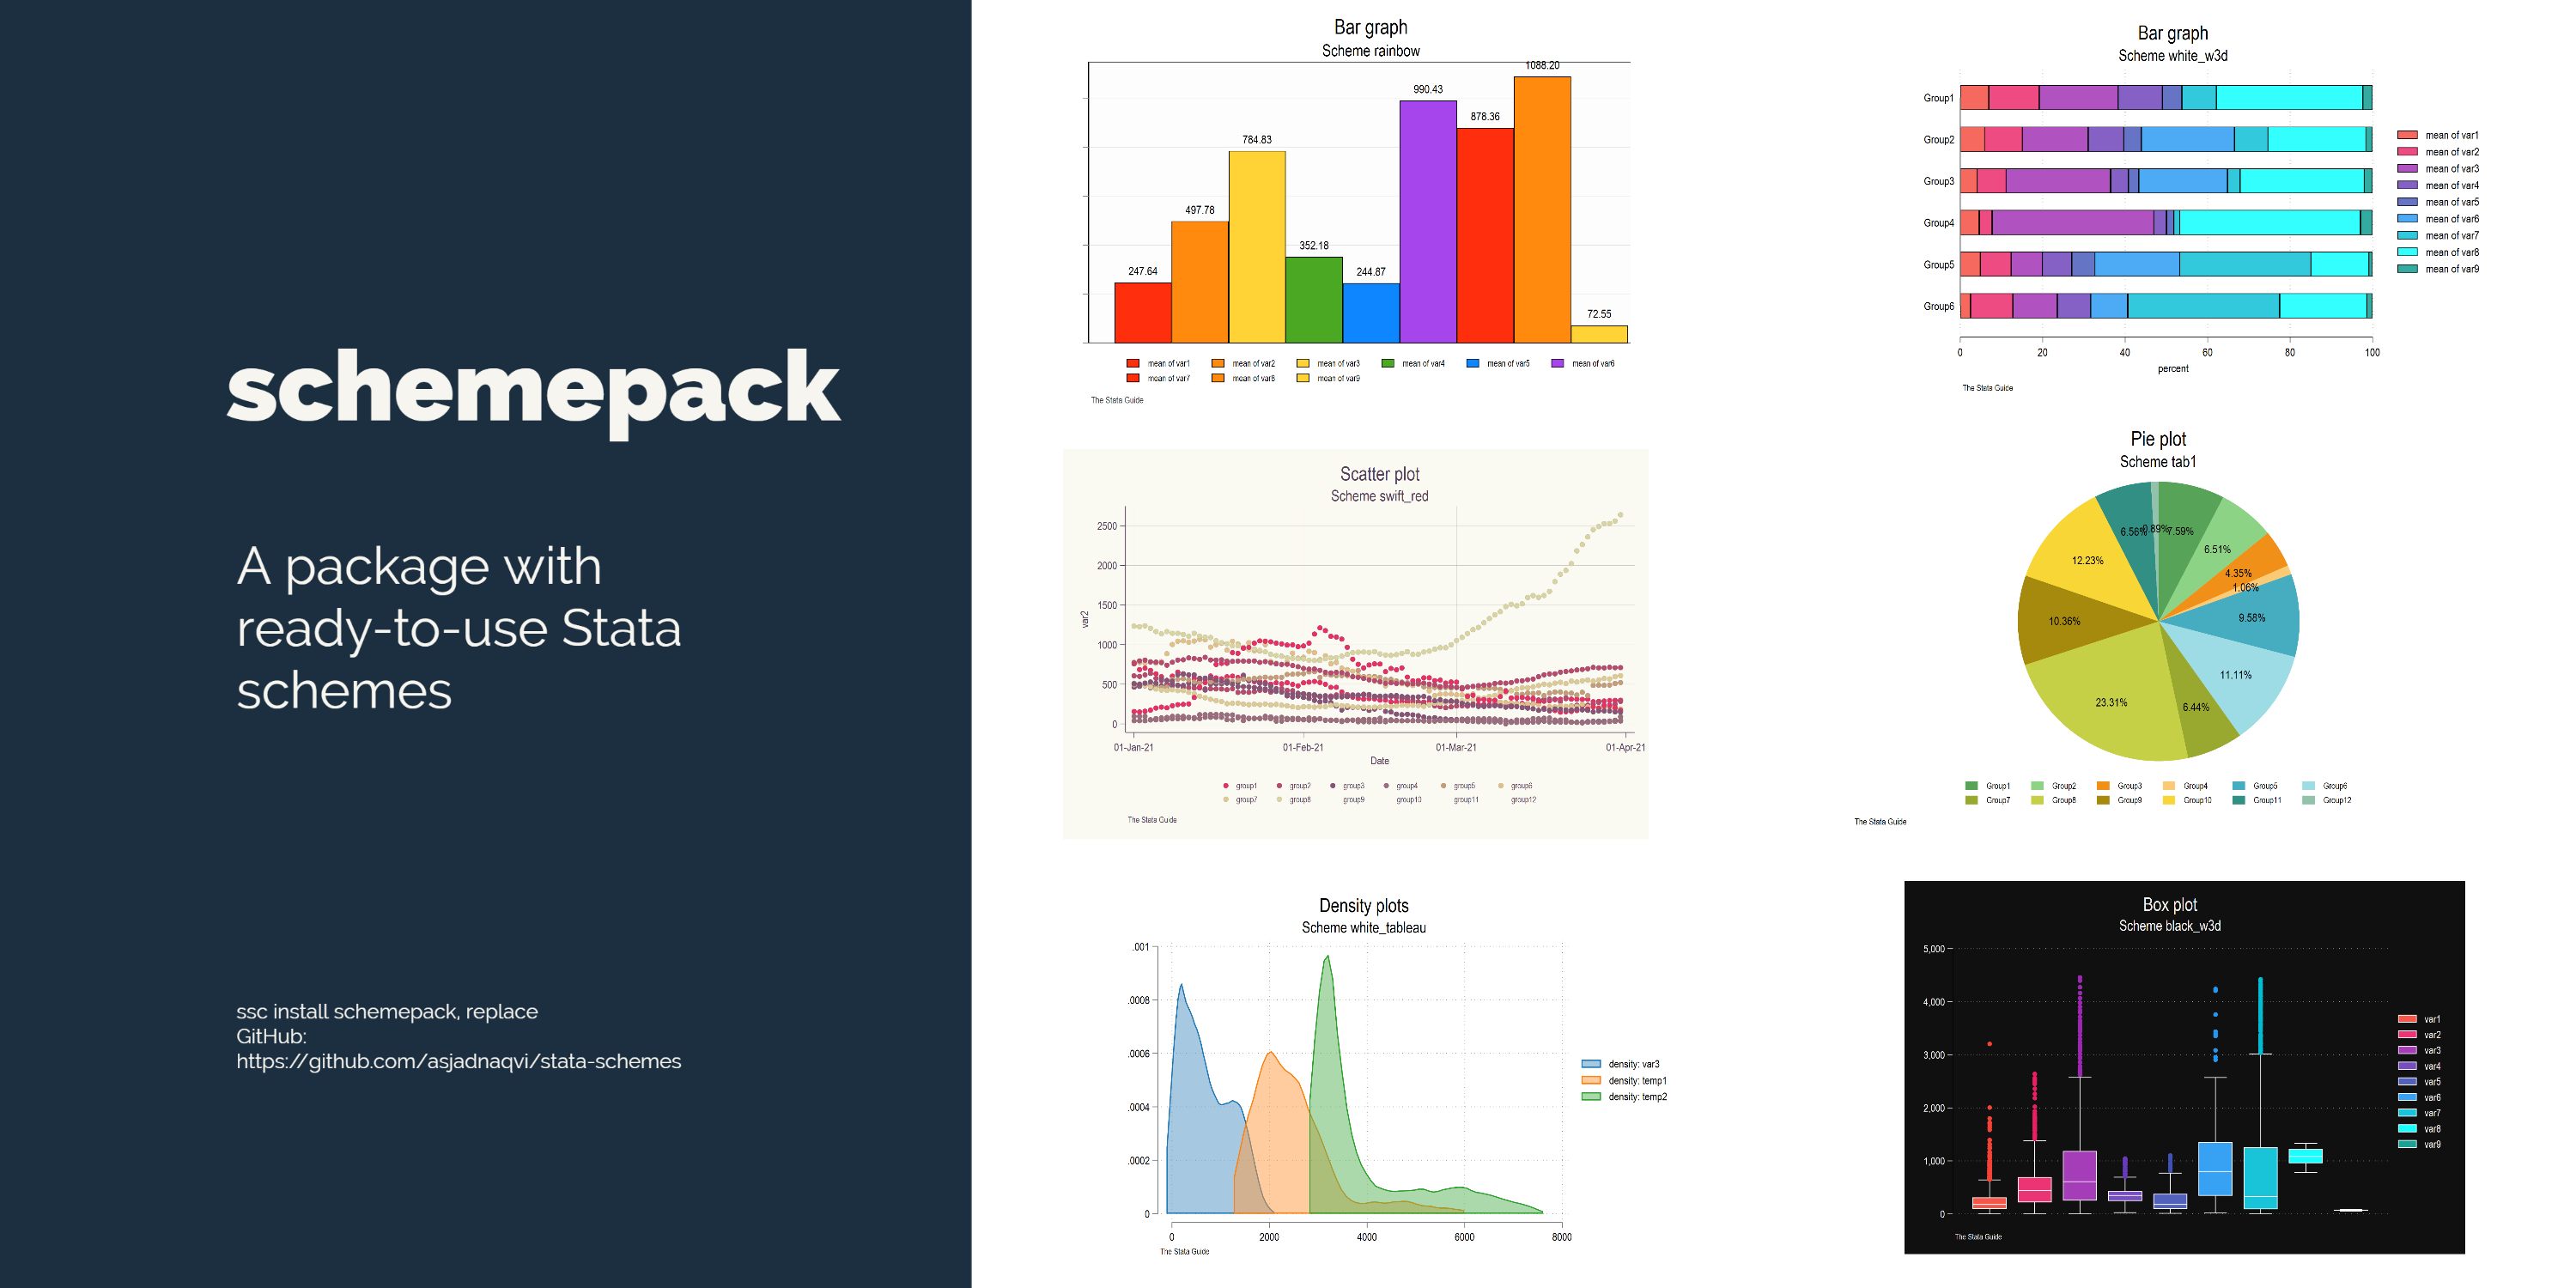 schemepack
A package with
ready-to-use Stata
schemes
ssc install schemepack, replace
GitHub:
https://github.com/asjadnaqvi/stata-schemes
Bar graph
Scheme rainbow
1088.20
990.43
878.36
784.83
497.78
352.18
247.64
244.87
72.55
mean of var1 mean of var2 mean of var3 mean of var4 mean of var5 mean of var6
mean of var7 mean of var8 mean of var9
The Stata Guide
Bar graph
Scheme white_w3d
Group1
Group2
Group3
Group4
Group5
Group6
0 20 40 60 80 100
percent
mean of var1
mean of var2
mean of var3
mean of var4
mean of var5
mean of var6
mean of var7
mean of var8
mean of var9
The Stata Guide
Scatter plot
Scheme swift_red
var2
2500
2000
1500
1000
500
0
01-Jan-21 01-Feb-21 01-Mar-21 01-Apr-21
Date
group1 group2 group3 group4 group5 group6
group7 group8 group9 group10 group11 group12
The Stata Guide
Pie plot
Scheme tab1
6.56% 0.89% 7.59%
6.51%
12.23%
4.35%
1.06%
10.36%
9.58%
11.11%
23.31%
6.44%
Group1 Group2 Group3 Group4 Group5 Group6
Group7 Group8 Group9 Group10 Group11 Group12
The Stata Guide
Density plots
Scheme white_tableau
.001
.0008
.0006
.0004
.0002
0
0 2000 4000 6000 8000
density: var3
density: temp1
density: temp2
The Stata Guide
Box plot
Scheme black_w3d
5,000
4,000
3,000
2,000
1,000
0
var1
var2
var3
var4
var5
var6
var7
var8
var9
The Stata Guide